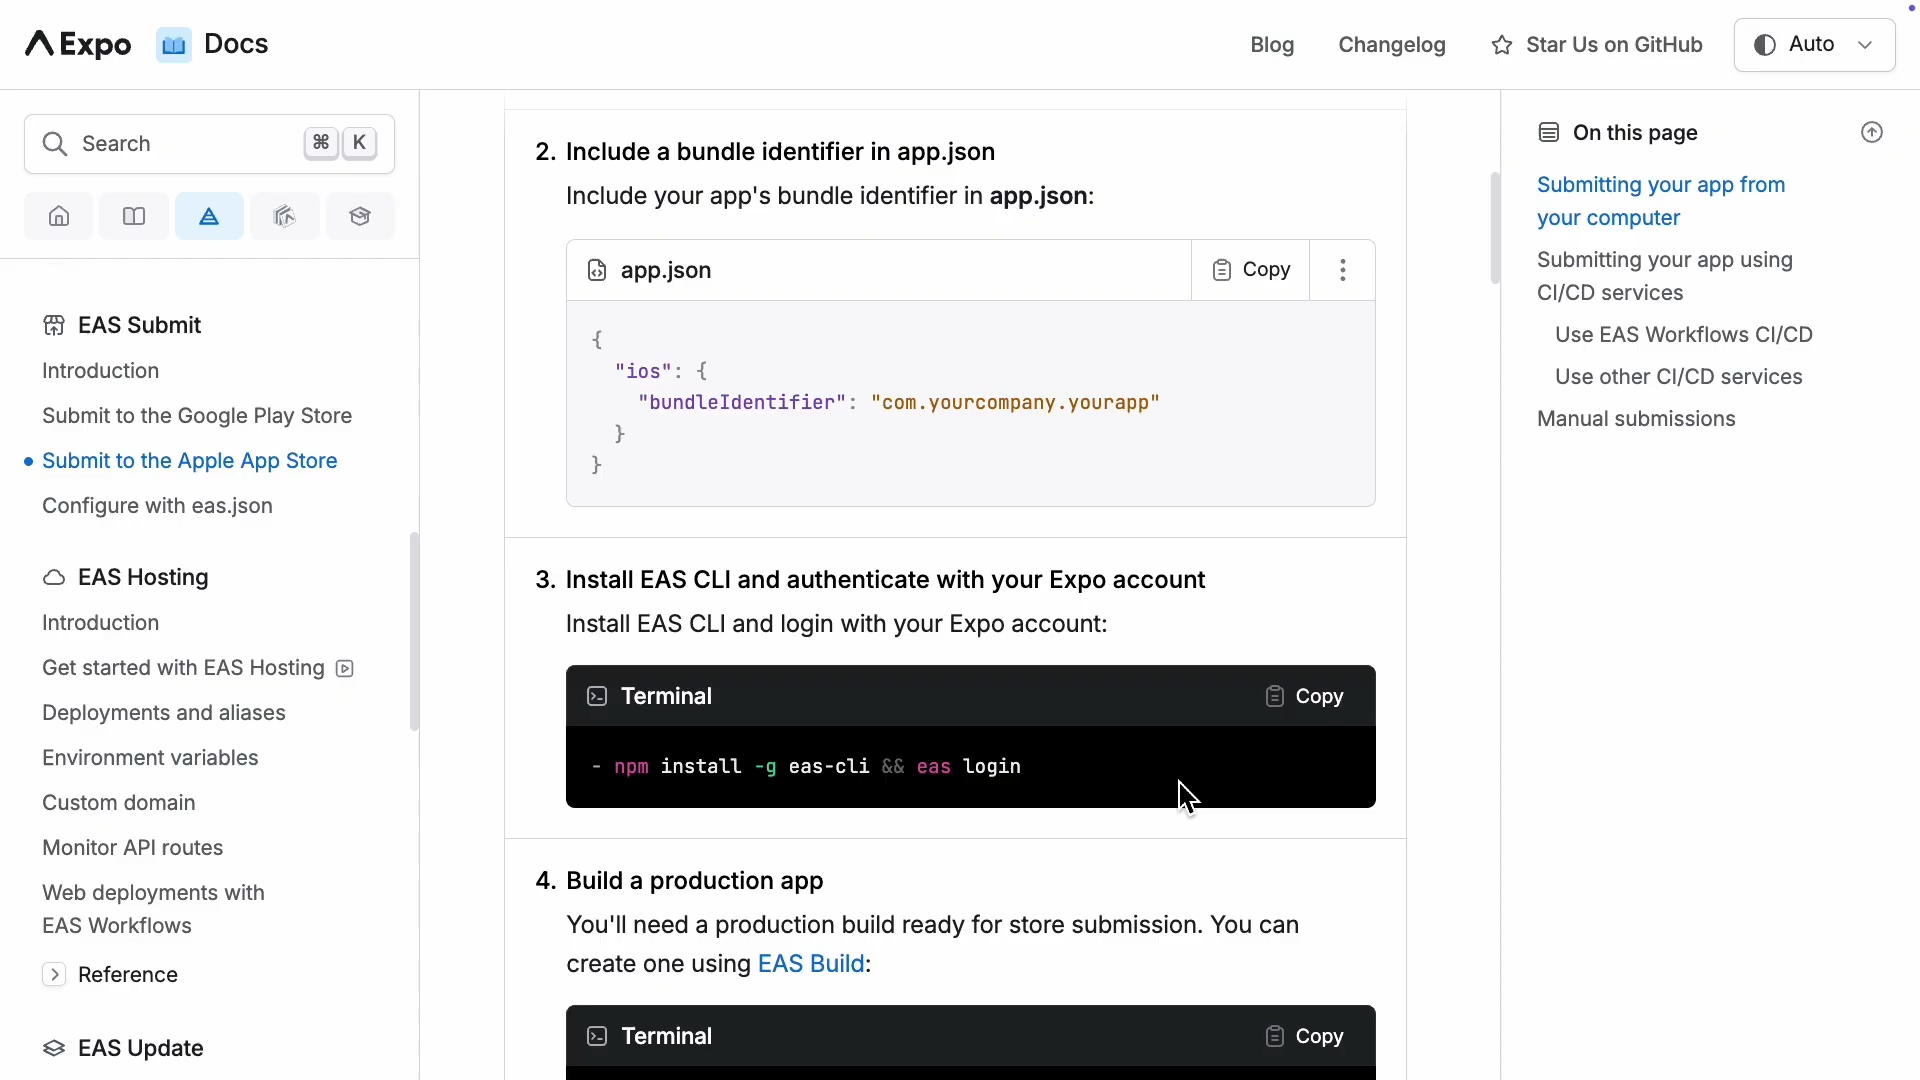 Expo
Docs
Blog
Changelog
Star Us on GitHub
Auto
Search
⌘ K
EAS Submit
Introduction
Submit to the Google Play Store
Submit to the Apple App Store
Configure with eas.json
EAS Hosting
Introduction
Get started with EAS Hosting
Deployments and aliases
Environment variables
Custom domain
Monitor API routes
Web deployments with
EAS Workflows
Reference
EAS Update
2. Include a bundle identifier in app.json
Include your app's bundle identifier in app.json:
app.json
Copy
{
"ios": {
"bundleIdentifier": "com.yourcompany.yourapp"
}
}
3. Install EAS CLI and authenticate with your Expo account
Install EAS CLI and login with your Expo account:
Terminal
Copy
- npm install -g eas-cli && eas login
4. Build a production app
You'll need a production build ready for store submission. You can
create one using EAS Build:
Terminal
Copy
On this page
Submitting your app from
your computer
Submitting your app using
CI/CD services
Use EAS Workflows CI/CD
Use other CI/CD services
Manual submissions